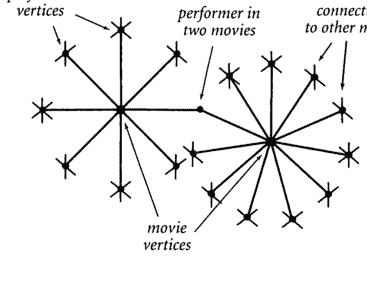 vertices
performer in
two movies
connect
to other
movie
vertices